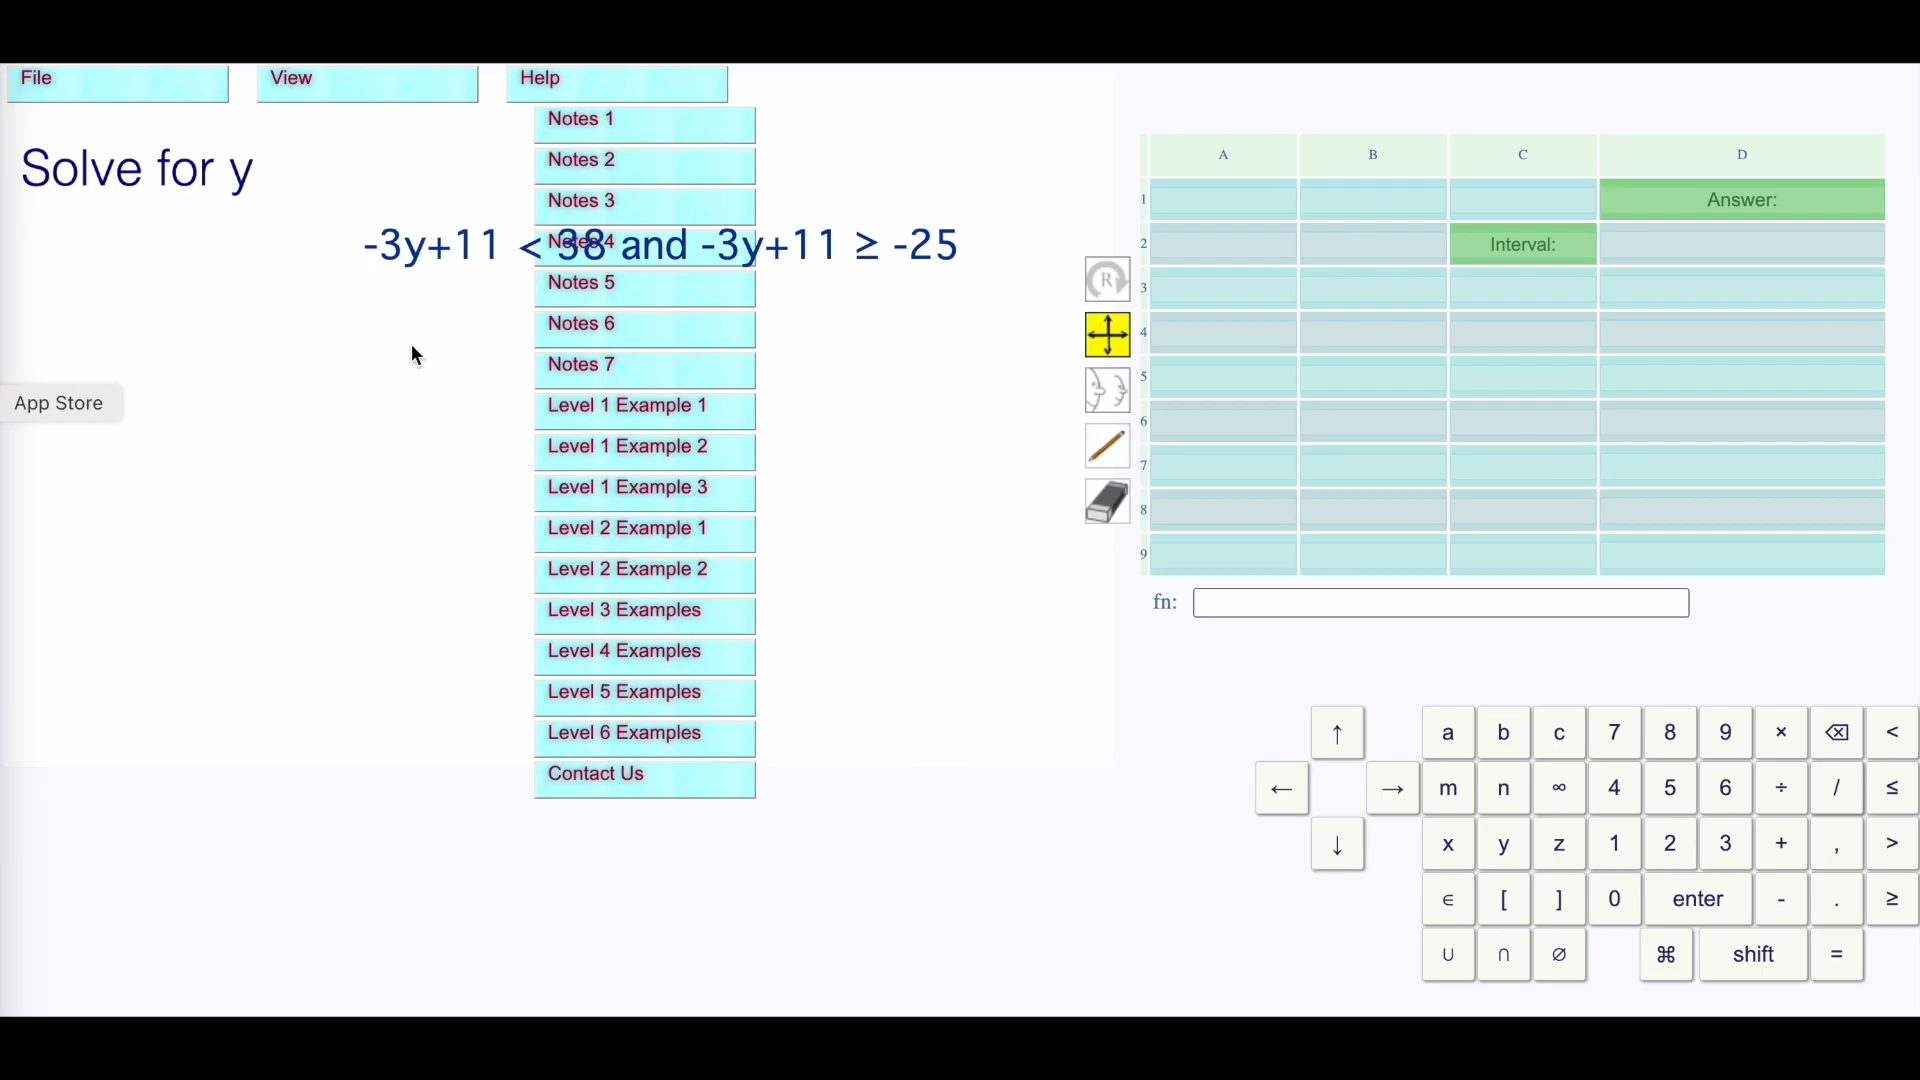 File
View
Help
Notes 1
Notes 2
Notes 3
Notes 4
Notes 5
Notes 6
Notes 7
Level 1 Example 1
Level 1 Example 2
Level 1 Example 3
Level 2 Example 1
Level 2 Example 2
Level 3 Examples
Level 4 Examples
Level 5 Examples
Level 6 Examples
Contact Us
Solve for y
-3y+11 < 38 and -3y+11 ≥ -25
App Store
R
A B C D
1 Answer:
2 Interval:
3
4
5
6
7
8
9
fn:
↑ a b c 7 8 9 × ⌫ <
← → m n ∞ 4 5 6 ÷ / ≤
↓ x y z 1 2 3 + , >
∈ [ ] 0 enter - . ≥
∪ ∩ ∅ ⌘ shift =